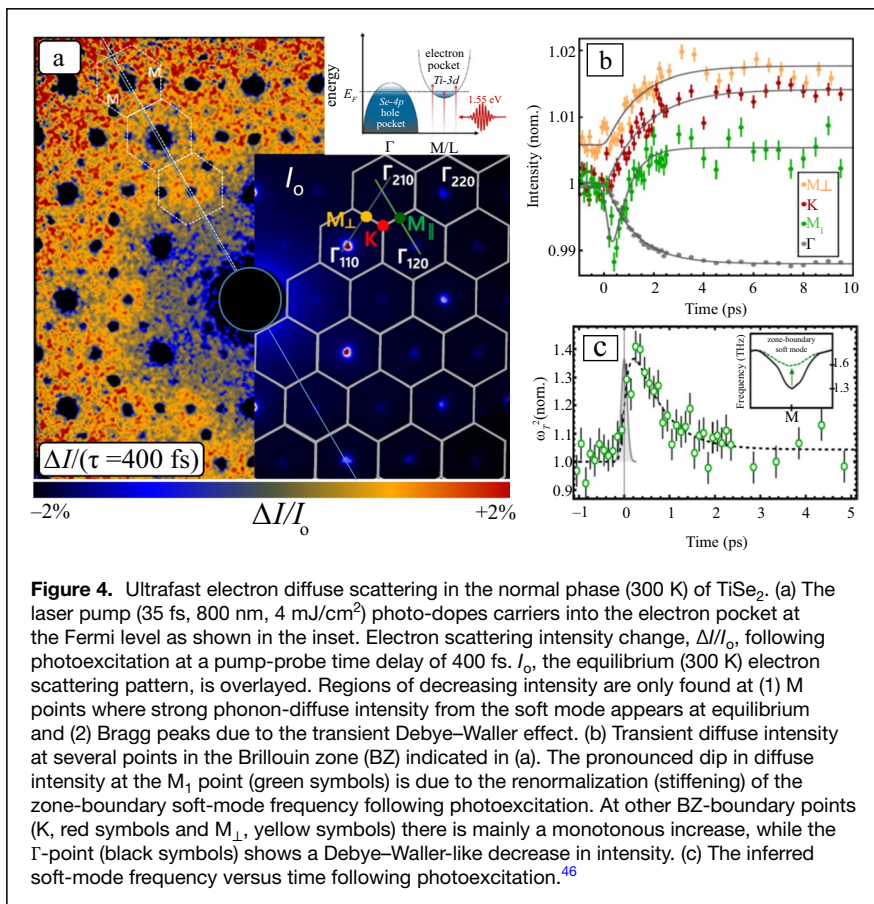 a
M
M
energy
E_F
Se-4p
hole
pocket
electron
pocket
Ti-3d
1.55 eV
Γ
M/L
I_o
Γ_210
Γ_220
M_⊥
K
M_∥
Γ_110
Γ_120
ΔI/(τ =400 fs)
−2%
ΔI/I_o
+2%
b
Intensity (nom.)
1.02
1.01
1
0.99
M_⊥
K
M_1
Γ
0 2 4 6 8 10
Time (ps)
c
ω_T^2(norm.)
1.4
1.3
1.2
1.1
1.0
0.9
zone-boundary
soft mode
Frequency (THz)
1.6
1.3
M
−1 0 1 2 3 4 5
Time (ps)
Figure 4. Ultrafast electron diffuse scattering in the normal phase (300 K) of TiSe₂. (a) The
laser pump (35 fs, 800 nm, 4 mJ/cm²) photo-dopes carriers into the electron pocket at
the Fermi level as shown in the inset. Electron scattering intensity change, ΔI/I_o, following
photoexcitation at a pump-probe time delay of 400 fs. I_o, the equilibrium (300 K) electron
scattering pattern, is overlayed. Regions of decreasing intensity are only found at (1) M
points where strong phonon-diffuse intensity from the soft mode appears at equilibrium
and (2) Bragg peaks due to the transient Debye–Waller effect. (b) Transient diffuse intensity
at several points in the Brillouin zone (BZ) indicated in (a). The pronounced dip in diffuse
intensity at the M₁ point (green symbols) is due to the renormalization (stiffening) of the
zone-boundary soft-mode frequency following photoexcitation. At other BZ-boundary points
(K, red symbols and M_⊥, yellow symbols) there is mainly a monotonous increase, while the
Γ-point (black symbols) shows a Debye–Waller-like decrease in intensity. (c) The inferred
soft-mode frequency versus time following photoexcitation.⁴⁶